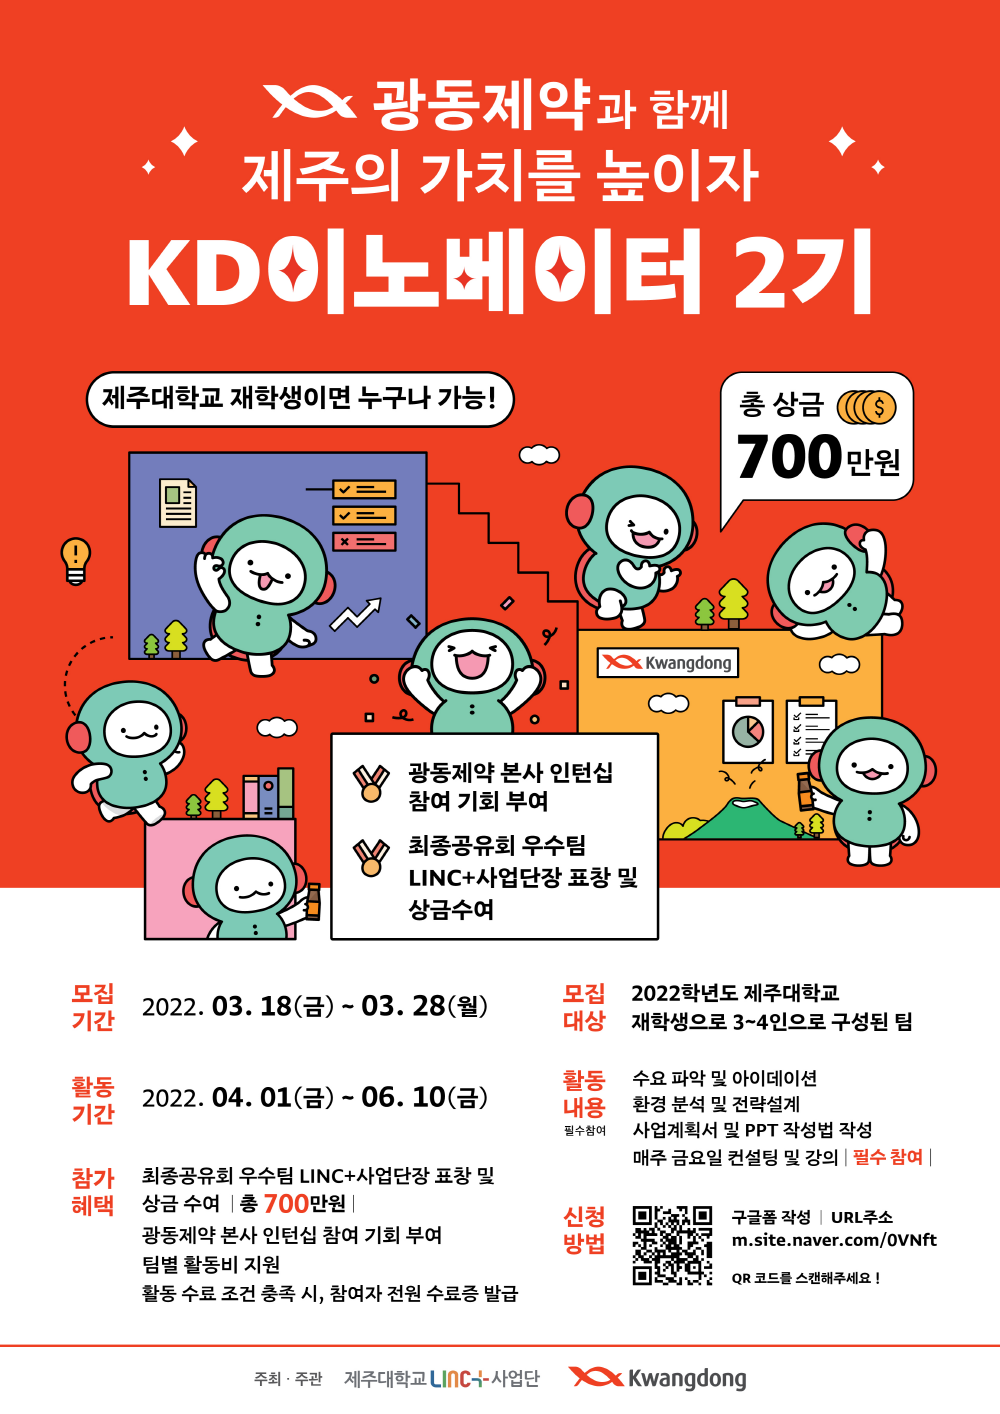 광동제약과 함께
제주의 가치를 높이자
KD이노베이터 2기
제주대학교 재학생이면 누구나 가능!
총 상금
700만원
Kwangdong
광동제약 본사 인턴십
참여 기회 부여
최종공유회 우수팀
LINC+사업단장 표창 및
상금수여
모집
기간
2022. 03. 18(금) ~ 03. 28(월)
활동
기간
2022. 04. 01(금) ~ 06. 10(금)
참가
혜택
최종공유회 우수팀 LINC+사업단장 표창 및
상금 수여 | 총 700만원 |
광동제약 본사 인턴십 참여 기회 부여
팀별 활동비 지원
활동 수료 조건 충족 시, 참여자 전원 수료증 발급
모집
대상
2022학년도 제주대학교
재학생으로 3~4인으로 구성된 팀
활동
내용
필수참여
수요 파악 및 아이데이션
환경 분석 및 전략설계
사업계획서 및 PPT 작성법 작성
매주 금요일 컨설팅 및 강의 | 필수 참여 |
신청
방법
구글폼 작성 | URL주소
m.site.naver.com/0VNft
QR 코드를 스캔해주세요 !
주최 · 주관 제주대학교 LINC+ 사업단 Kwangdong